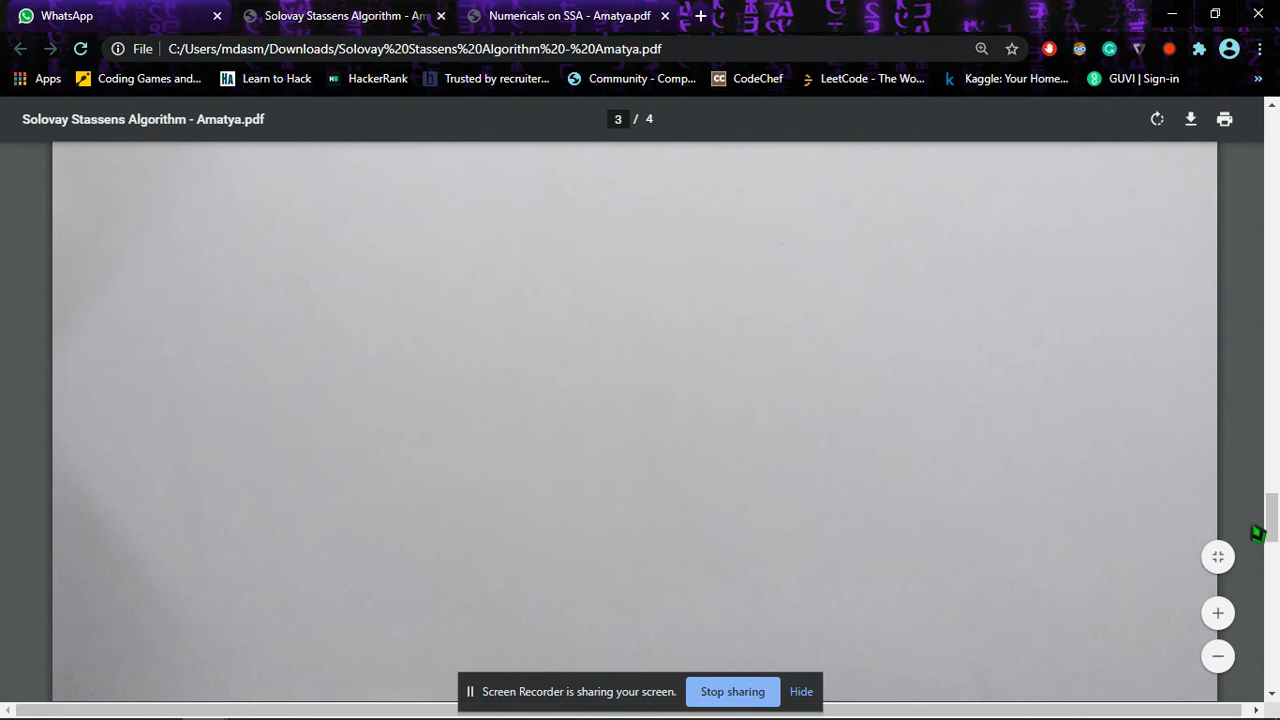 WhatsApp
Solovay Stassens Algorithm - Am
Numericals on SSA - Amatya.pdf
File
C:/Users/mdasm/Downloads/Solovay%20Stassens%20Algorithm%20-%20Amatya.pdf
Apps
Coding Games and...
HA Learn to Hack
HackerRank
Trusted by recruiter...
Community - Comp...
CC CodeChef
LeetCode - The Wo...
k Kaggle: Your Home...
GUVI | Sign-in
»
Solovay Stassens Algorithm - Amatya.pdf
3 / 4
Screen Recorder is sharing your screen.
Stop sharing
Hide